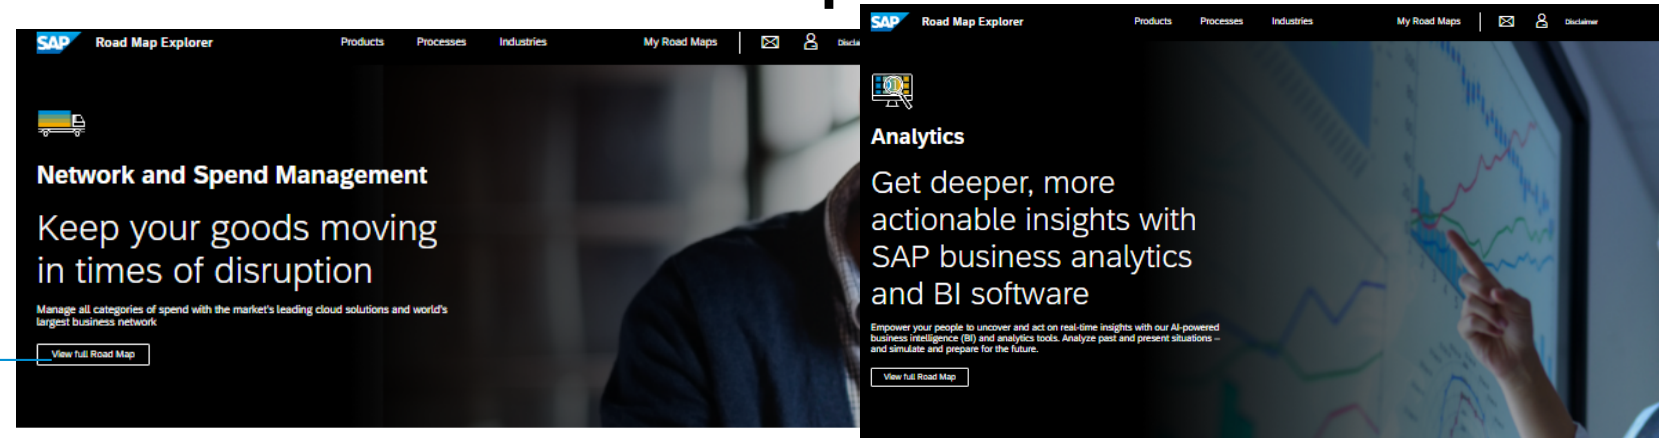 SAP Road Map Explorer Products Processes Industries My Road Maps
Network and Spend Management
Keep your goods moving
in times of disruption
Manage all categories of spend with the market's leading cloud solutions and world's
largest business network
View full Road Map
SAP Road Map Explorer Products Processes Industries My Road Maps Disclaimer
Analytics
Get deeper, more
actionable insights with
SAP business analytics
and BI software
Empower your people to uncover and act on real-time insights with our AI-powered
business intelligence (BI) and analytics tools. Analyze past and present situations –
and simulate and prepare for the future.
View full Road Map